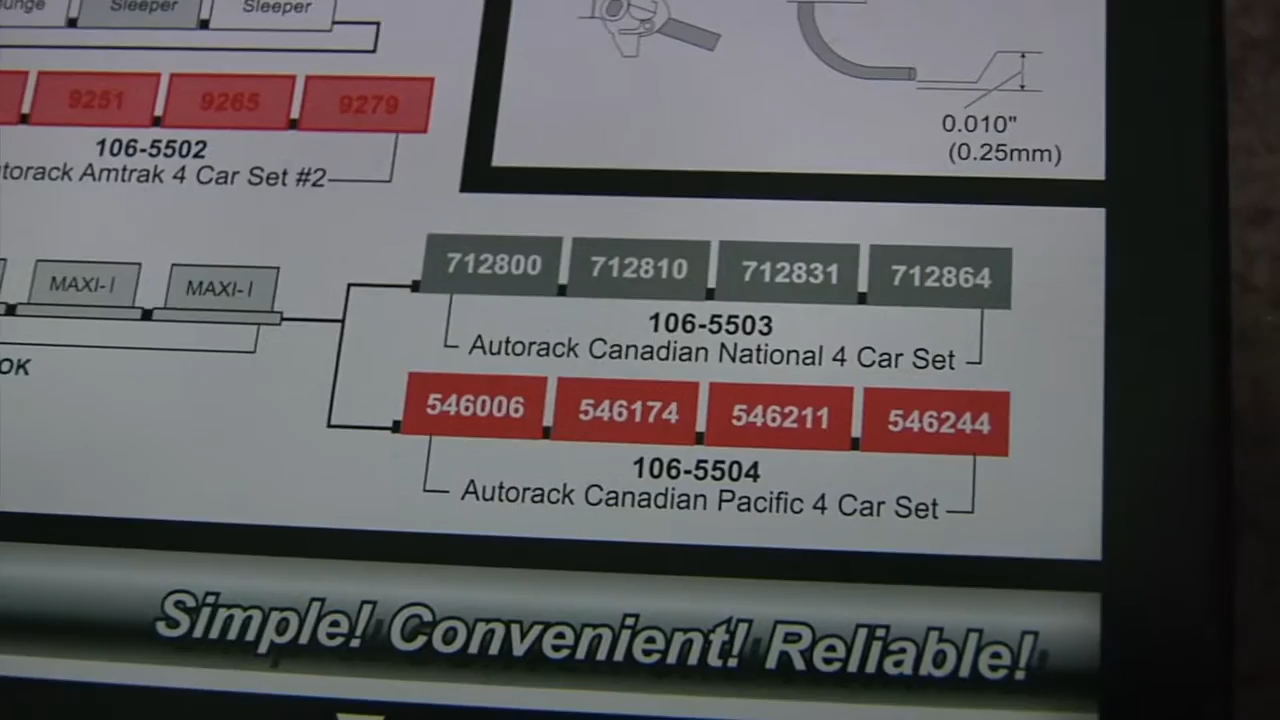 Sleeper Sleeper
9251 9265 9279
106-5502
Amtrak 4 Car Set #2
0.010"
(0.25mm)
MAXI-I MAXI-I
712800 712810 712831 712864
106-5503
Autorack Canadian National 4 Car Set
546006 546174 546211 546244
106-5504
Autorack Canadian Pacific 4 Car Set
Simple! Convenient! Reliable!